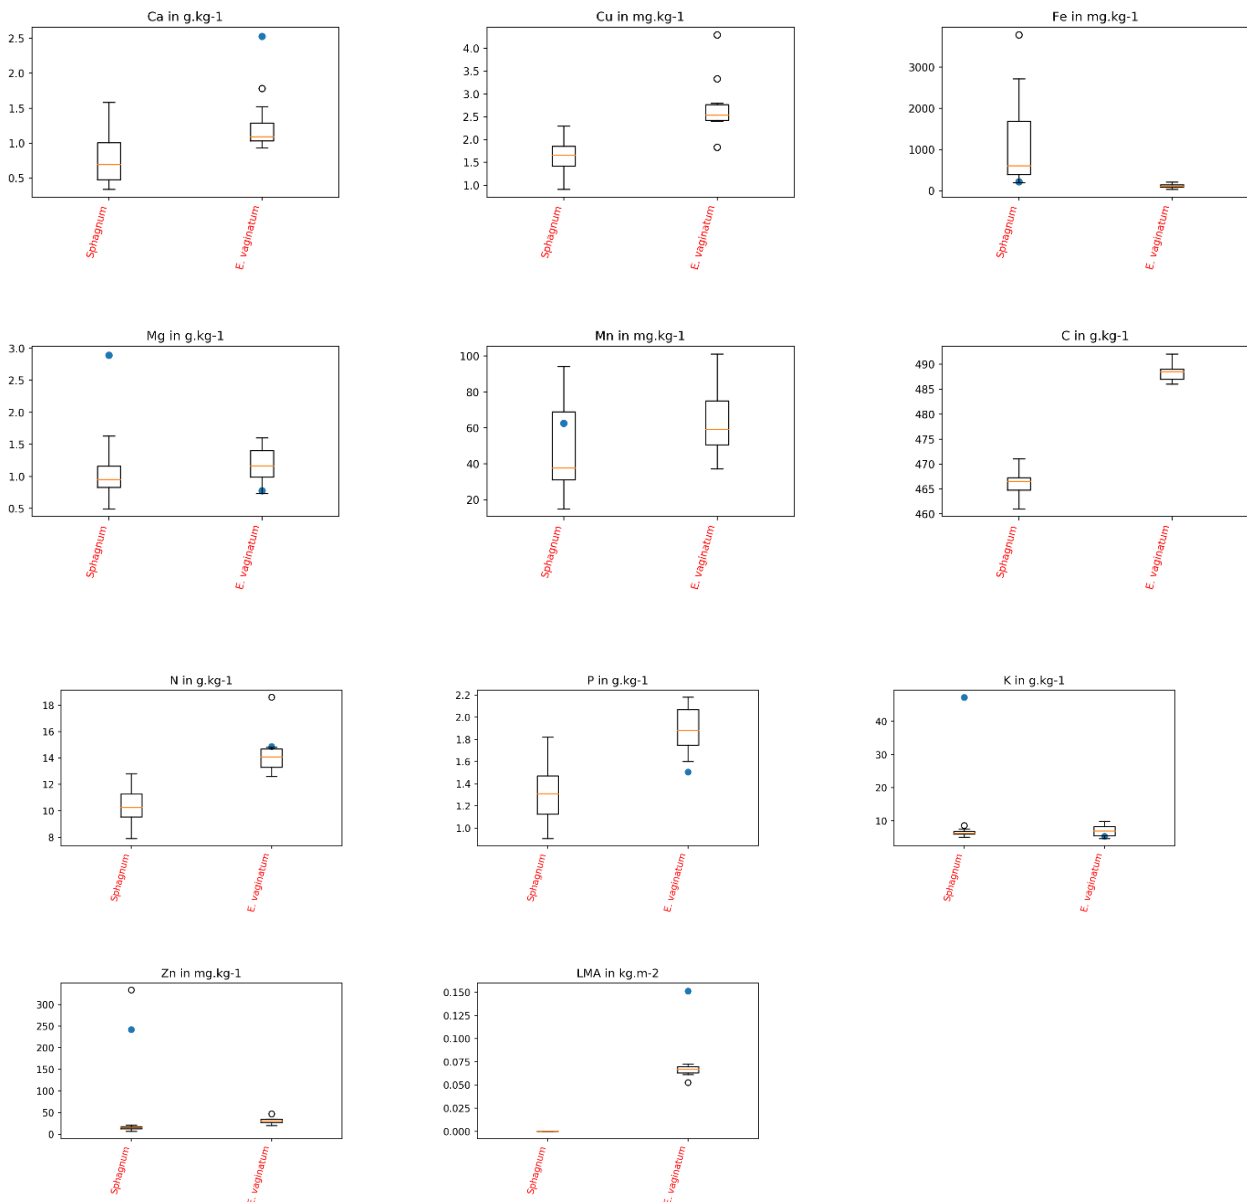 Ca in g.kg-1
2.5
2.0
1.5
1.0
0.5
Sphagnum
E. vaginatum
Cu in mg.kg-1
4.0
3.5
3.0
2.5
2.0
1.5
1.0
Sphagnum
E. vaginatum
Fe in mg.kg-1
3000
2000
1000
0
Sphagnum
E. vaginatum
Mg in g.kg-1
3.0
2.5
2.0
1.5
1.0
0.5
Sphagnum
E. vaginatum
Mn in mg.kg-1
100
80
60
40
20
Sphagnum
E. vaginatum
C in g.kg-1
490
485
480
475
470
465
460
Sphagnum
E. vaginatum
N in g.kg-1
18
16
14
12
10
8
Sphagnum
E. vaginatum
P in g.kg-1
2.2
2.0
1.8
1.6
1.4
1.2
1.0
Sphagnum
E. vaginatum
K in g.kg-1
40
30
20
10
Sphagnum
E. vaginatum
Zn in mg.kg-1
300
250
200
150
100
50
0
Sphagnum
E. vaginatum
LMA in kg.m-2
0.150
0.125
0.100
0.075
0.050
0.025
0.000
Sphagnum
E. vaginatum